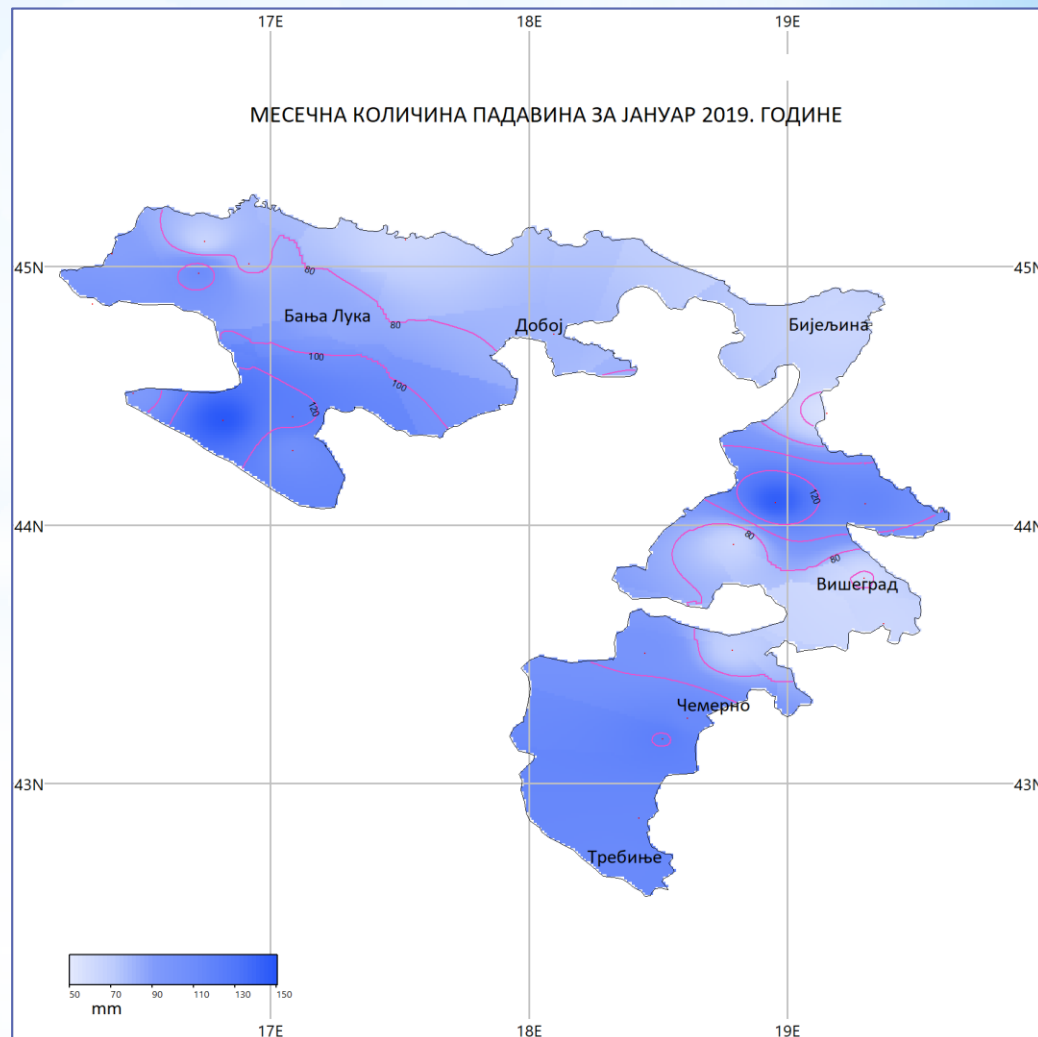 17E 18E 19E
МЕСЕЧНА КОЛИЧИНА ПАДАВИНА ЗА ЈАНУАР 2019. ГОДИНЕ
45N 45N
80
Бања Лука
80
Добој
Бијељина
100
100
120
120
44N 44N
80
80
Вишеград
Чемерно
43N 43N
Требиње
50 70 90 110 130 150
mm
17E 18E 19E